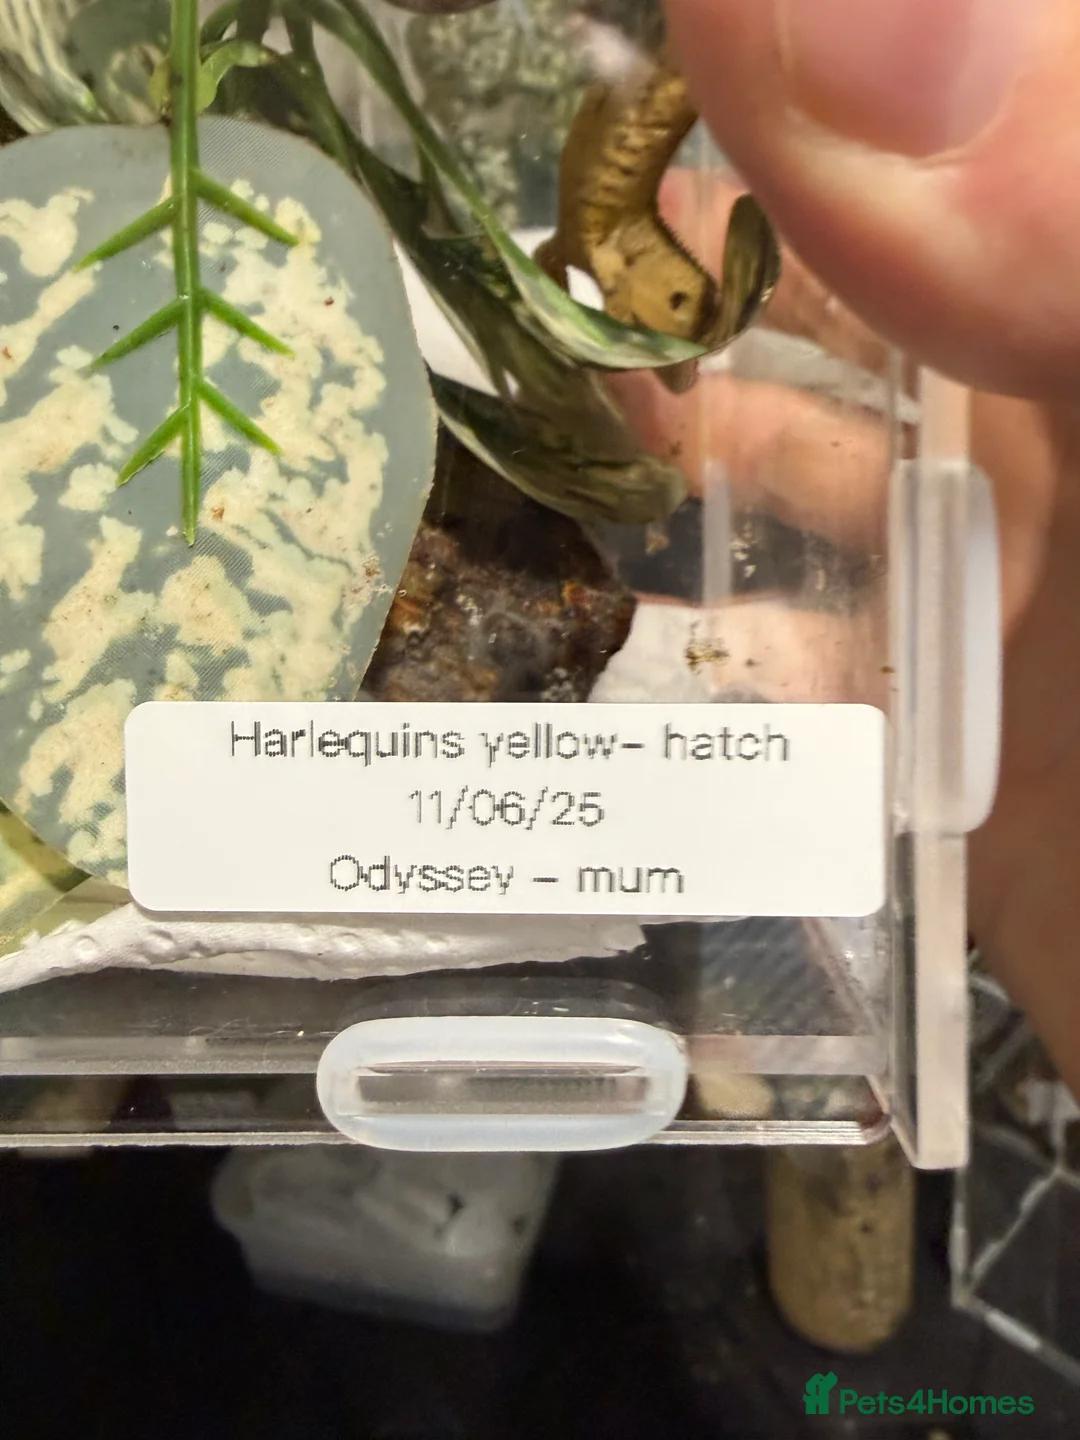 Harlequins yellow- hatch
11/06/25
Odyssey - mum
Pets4Homes